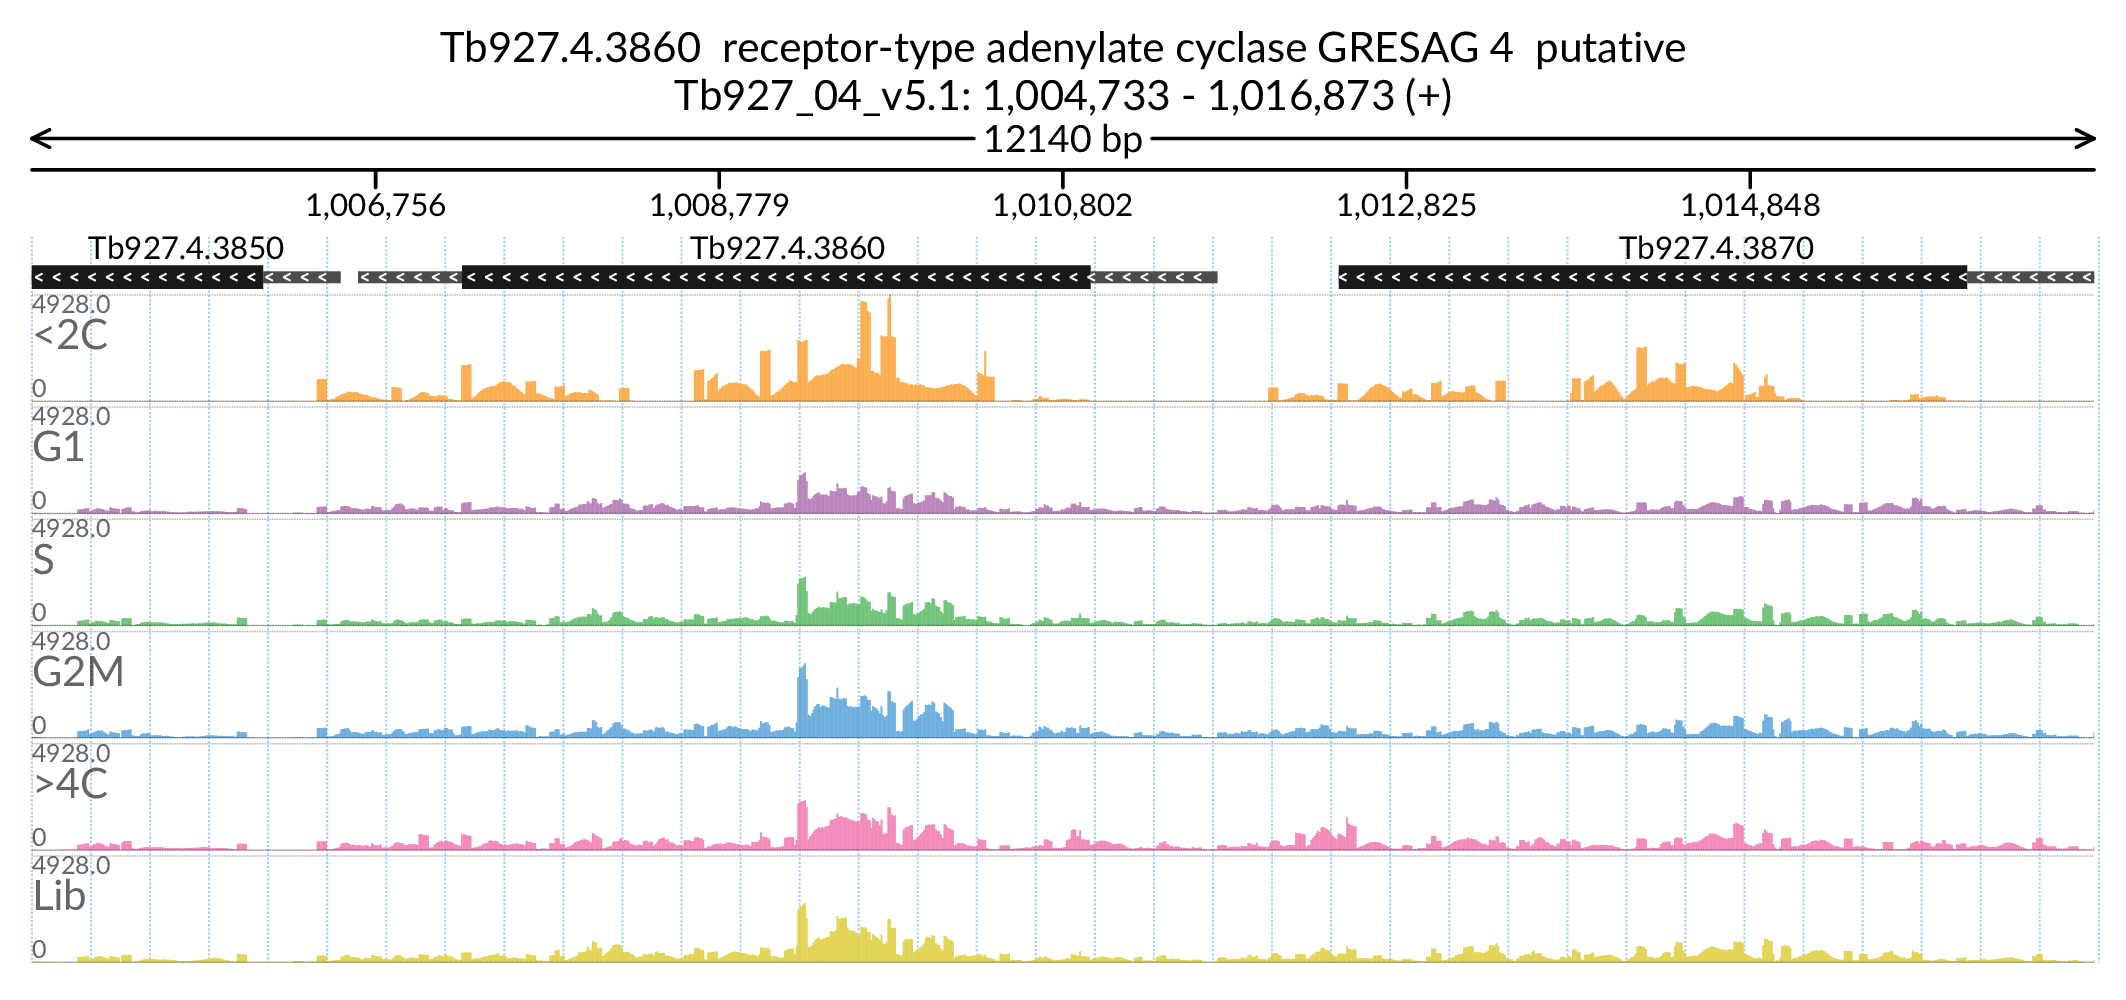 Tb927.4.3860  receptor-type adenylate cyclase GRESAG 4  putative
Tb927_04_v5.1: 1,004,733 - 1,016,873 (+)
12140 bp
1,006,756 1,008,779 1,010,802 1,012,825 1,014,848
Tb927.4.3850 Tb927.4.3860 Tb927.4.3870
4928.0
<2C
0
4928.0
G1
0
4928.0
S
0
4928.0
G2M
0
4928.0
>4C
0
4928.0
Lib
0